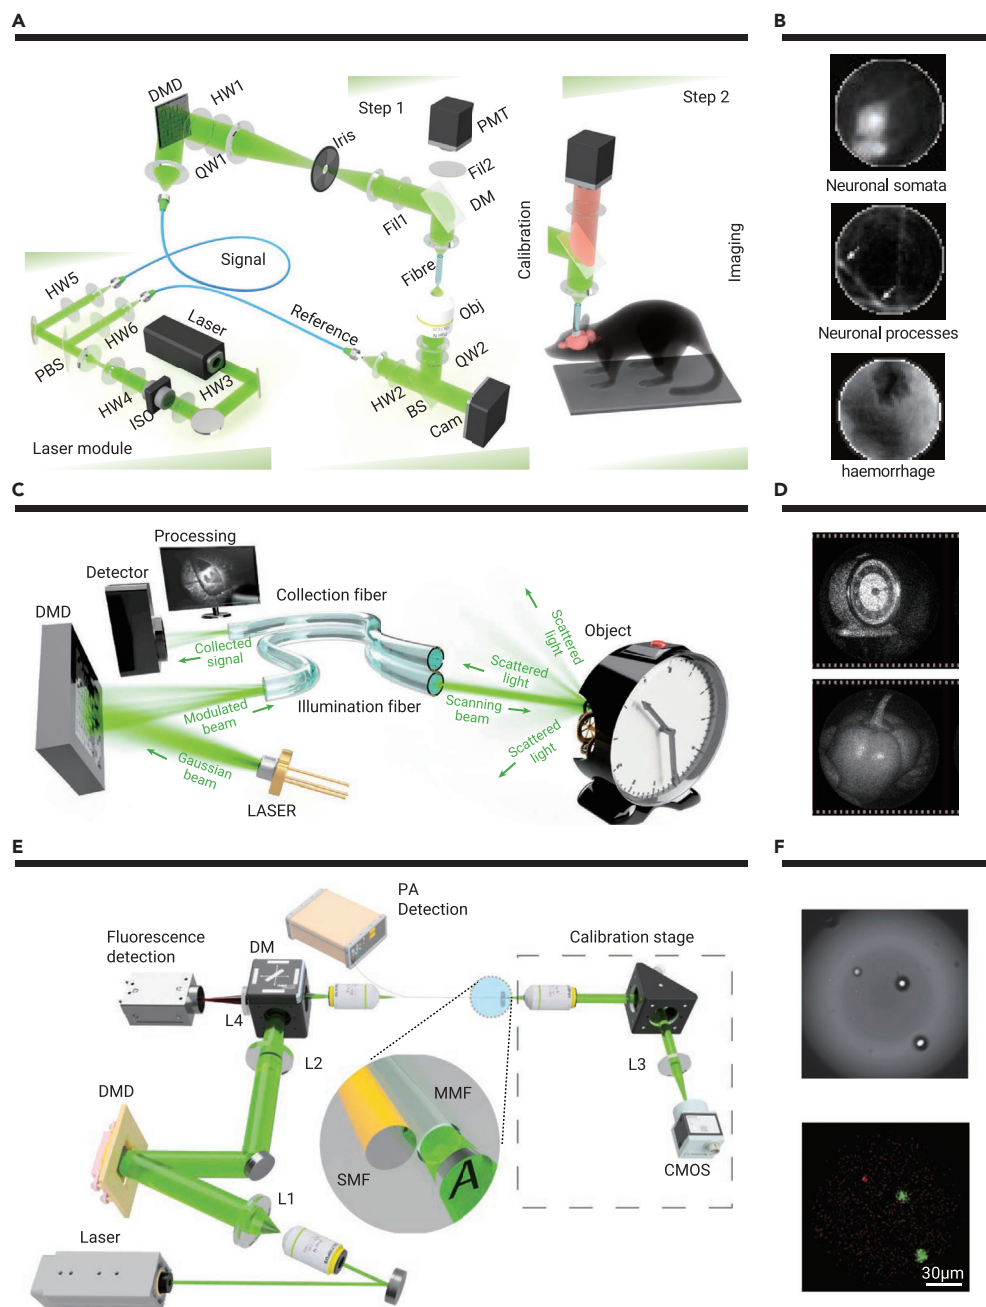 A
DMD
HW1
QW1
Iris
Step 1
PMT
Fil2
DM
Fil1
Fibre
Obj
QW2
Signal
Reference
HW5
HW6
PBS
Laser
HW3
HW4
ISO
HW2
BS
Cam
Laser module
Step 2
Calibration
Imaging
B
Neuronal somata
Neuronal processes
haemorrhage
C
Processing
Detector
DMD
Collection fiber
Collected
signal
Modulated
beam
Illumination fiber
Gaussian
beam
LASER
Scattered
light
Scattered
light
Scanning
beam
Scattered
light
Object
D
E
PA
Detection
Fluorescence
detection
DM
L4
L2
DMD
L1
Laser
MMF
SMF
A
Calibration stage
L3
CMOS
F
30µm